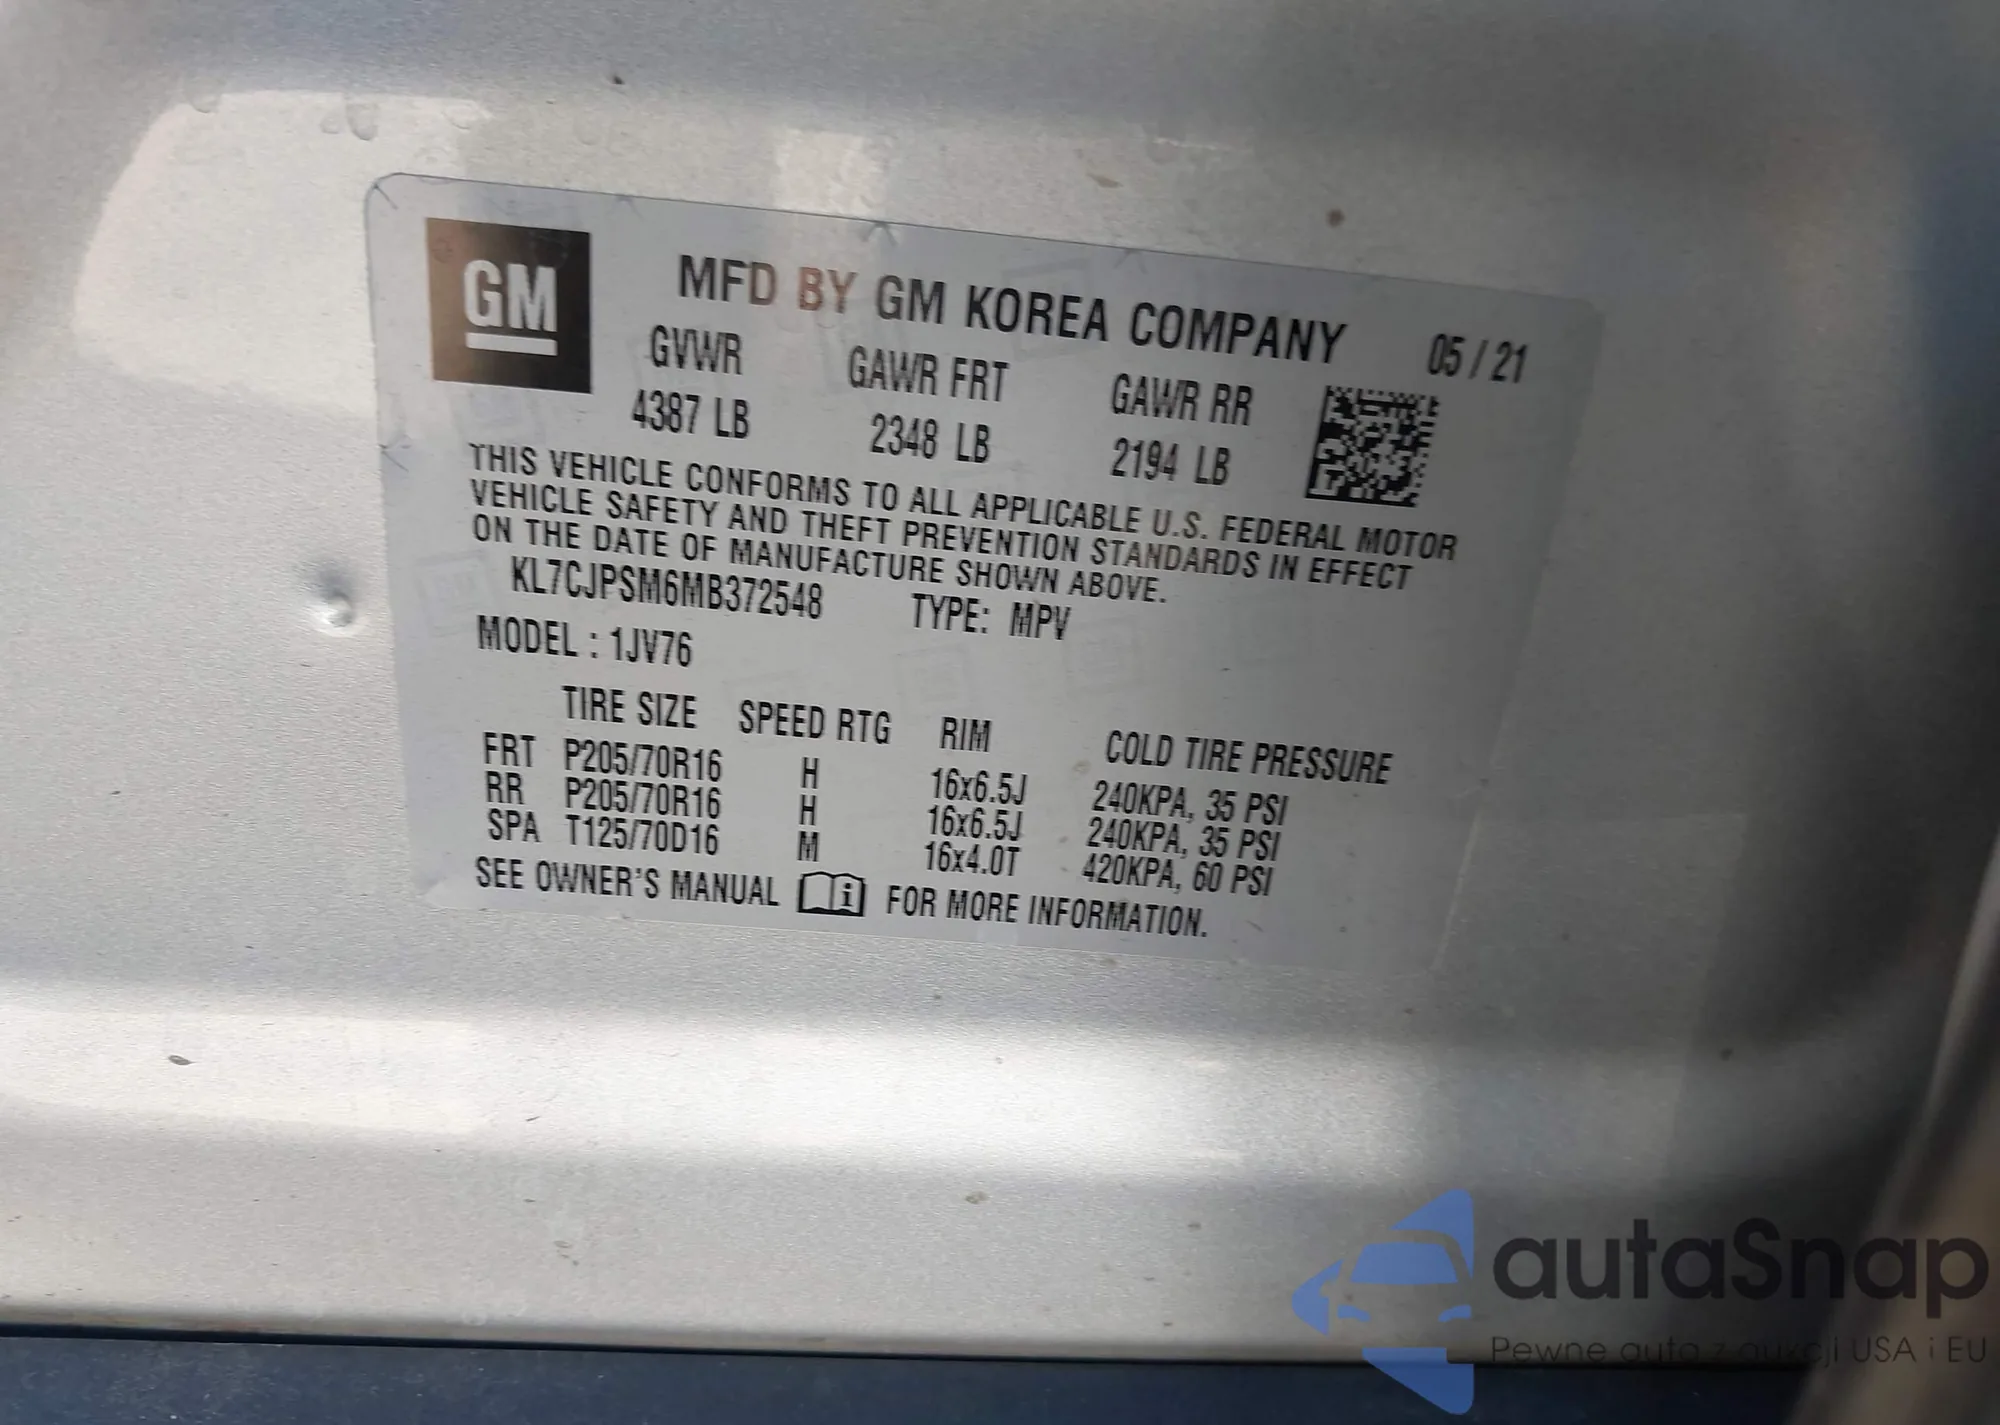 GM
MFD BY GM KOREA COMPANY 05 / 21
GVWR GAWR FRT GAWR RR
4387 LB 2348 LB 2194 LB
THIS VEHICLE CONFORMS TO ALL APPLICABLE U.S. FEDERAL MOTOR
VEHICLE SAFETY AND THEFT PREVENTION STANDARDS IN EFFECT
ON THE DATE OF MANUFACTURE SHOWN ABOVE.
KL7CJPSM6MB372548 TYPE: MPV
MODEL : 1JV76
TIRE SIZE SPEED RTG RIM COLD TIRE PRESSURE
FRT P205/70R16 H 16x6.5J 240KPA, 35 PSI
RR P205/70R16 H 16x6.5J 240KPA, 35 PSI
SPA T125/70D16 M 16x4.0T 420KPA, 60 PSI
SEE OWNER'S MANUAL i FOR MORE INFORMATION.
autaSnap
Pewne auta z aukcji USA i EU